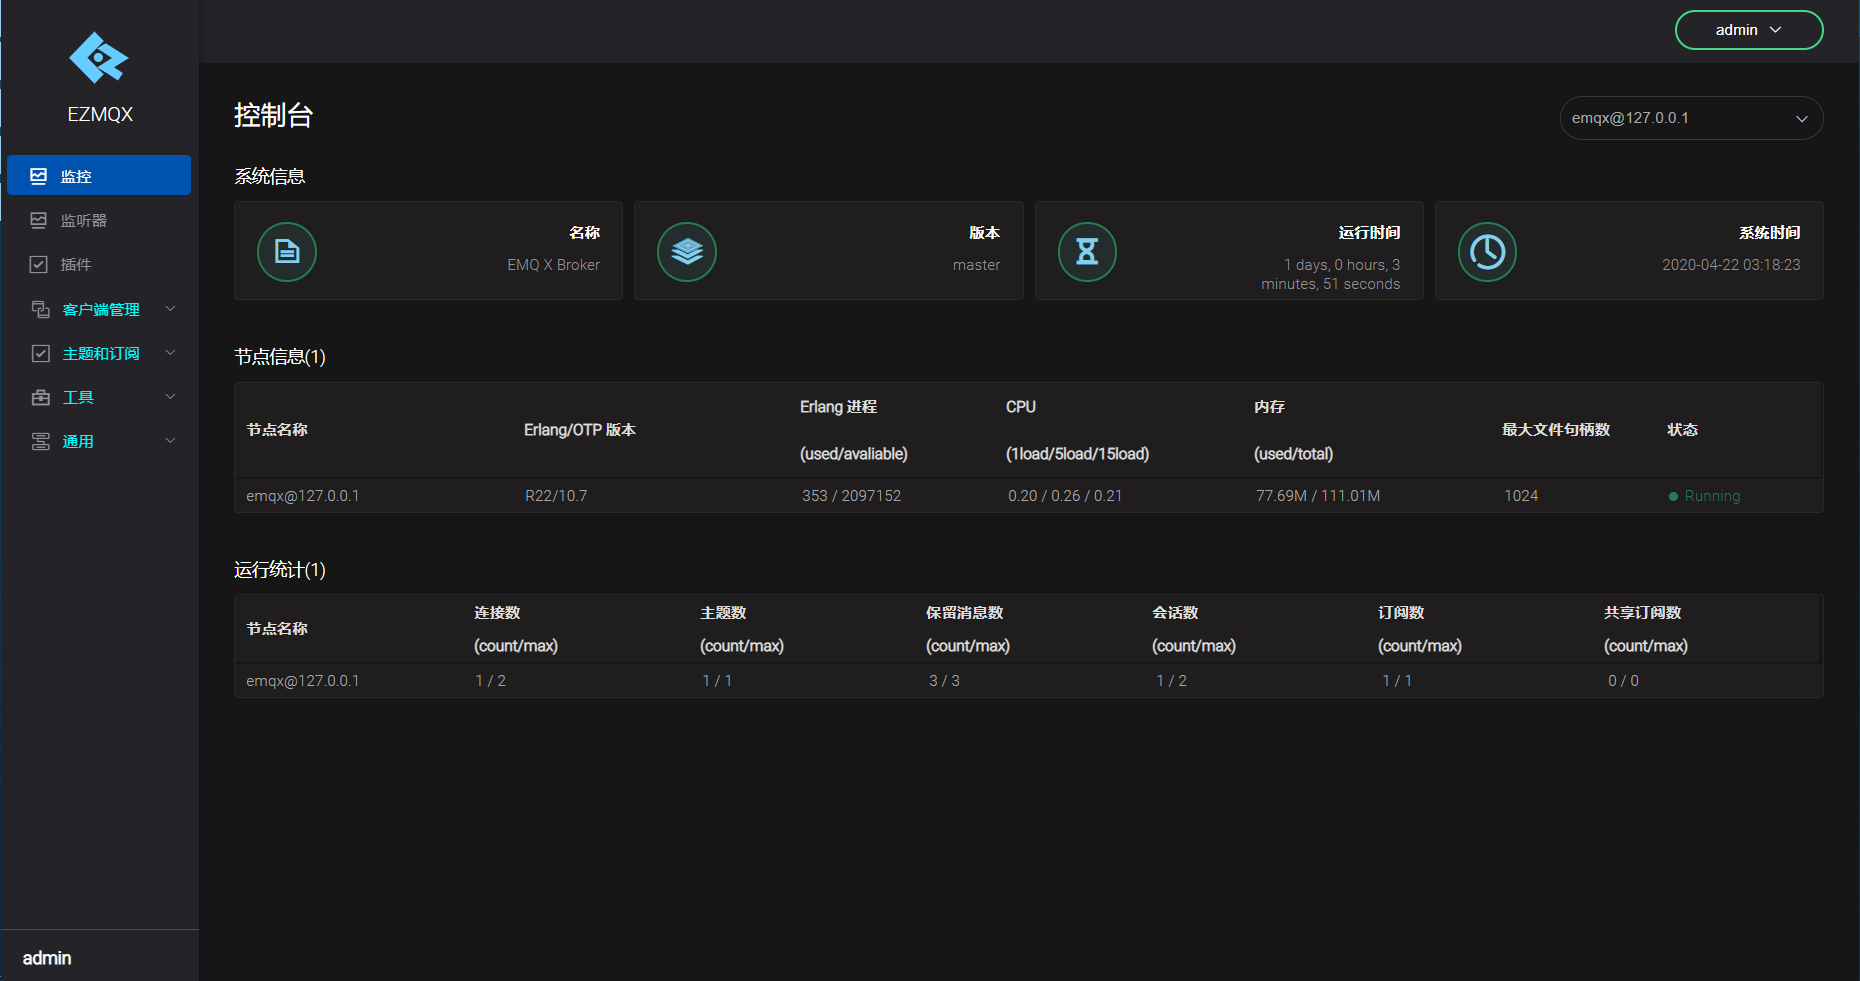 EZMQX
监控
监听器
插件
客户端管理
主题和订阅
工具
通用
admin
admin
控制台
emqx@127.0.0.1
系统信息
名称
EMQ X Broker
版本
master
运行时间
1 days, 0 hours, 3
minutes, 51 seconds
系统时间
2020-04-22 03:18:23
节点信息(1)
节点名称
Erlang/OTP 版本
Erlang 进程
(used/avaliable)
CPU
(1load/5load/15load)
内存
(used/total)
最大文件句柄数
状态
emqx@127.0.0.1
R22/10.7
353 / 2097152
0.20 / 0.26 / 0.21
77.69M / 111.01M
1024
Running
运行统计(1)
节点名称
连接数
(count/max)
主题数
(count/max)
保留消息数
(count/max)
会话数
(count/max)
订阅数
(count/max)
共享订阅数
(count/max)
emqx@127.0.0.1
1 / 2
1 / 1
3 / 3
1 / 2
1 / 1
0 / 0